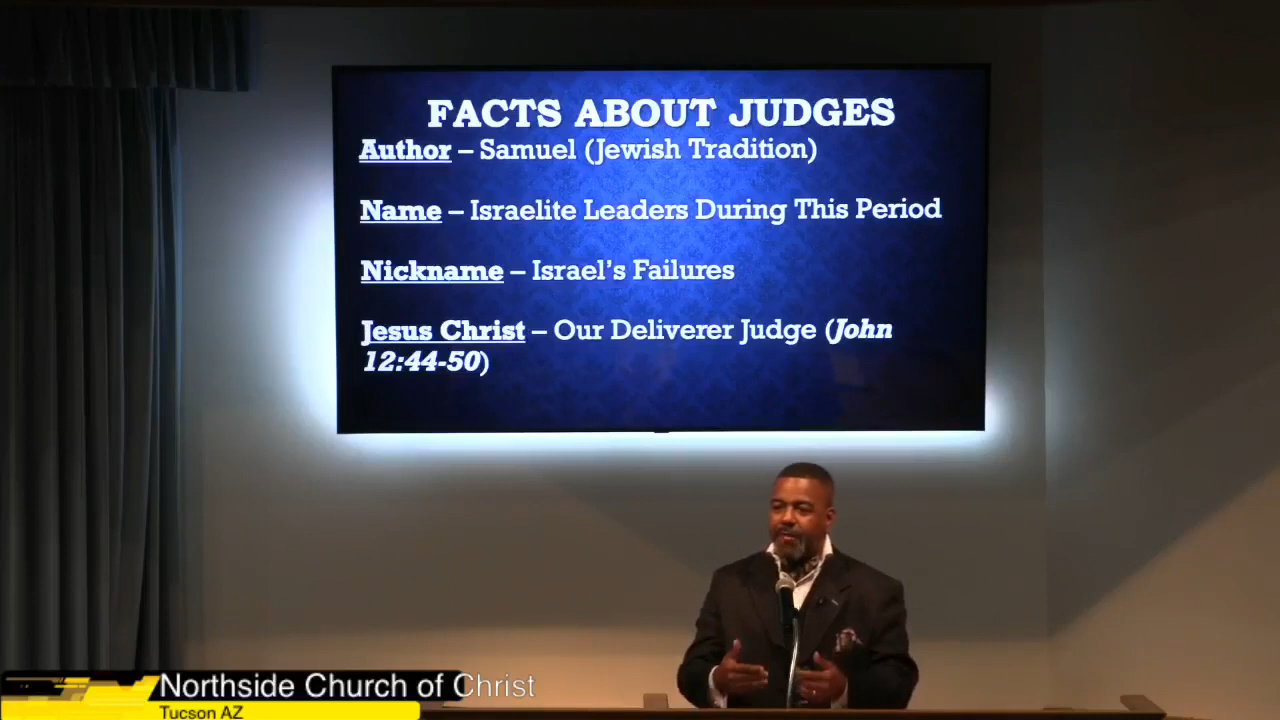 FACTS ABOUT JUDGES
Author – Samuel (Jewish Tradition)
Name – Israelite Leaders During This Period
Nickname – Israel's Failures
Jesus Christ – Our Deliverer Judge (John
12:44-50)
Northside Church of Christ
Tucson AZ